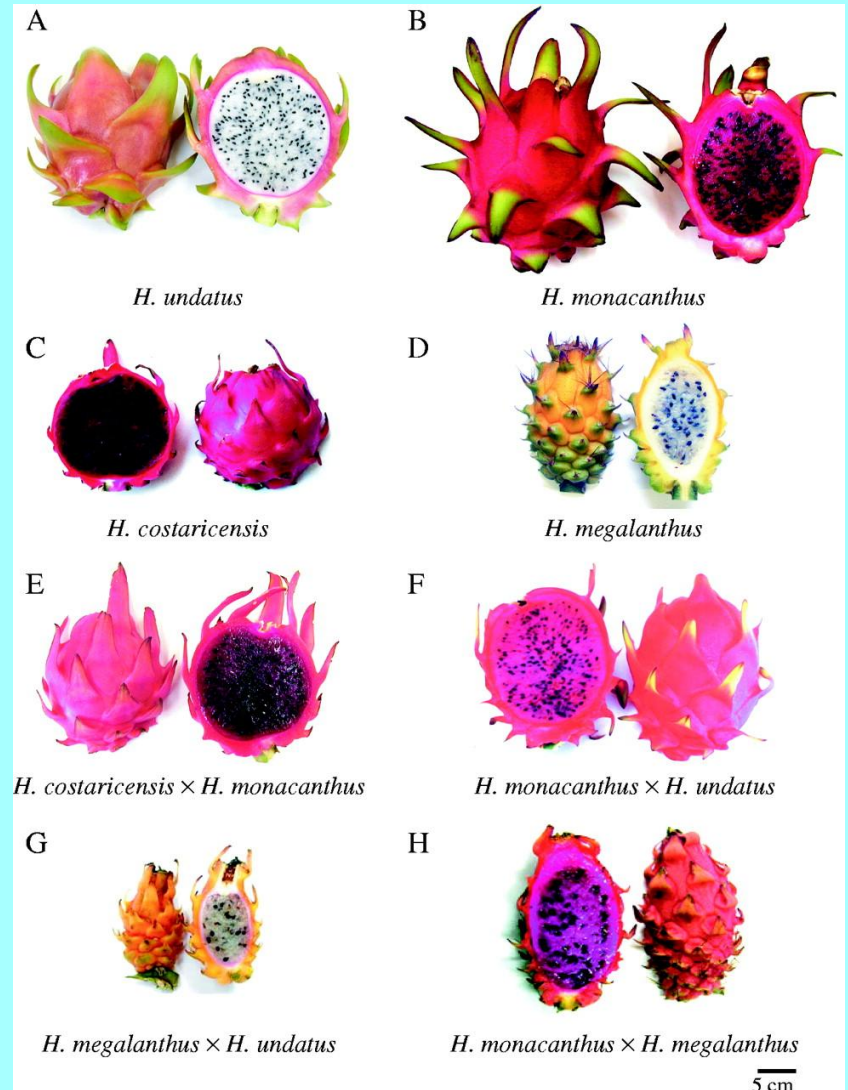 A
B
H. undatus
H. monacanthus
C
D
H. costaricensis
H. megalanthus
E
F
H. costaricensis × H. monacanthus
H. monacanthus × H. undatus
G
H
H. megalanthus × H. undatus
H. monacanthus × H. megalanthus
5 cm